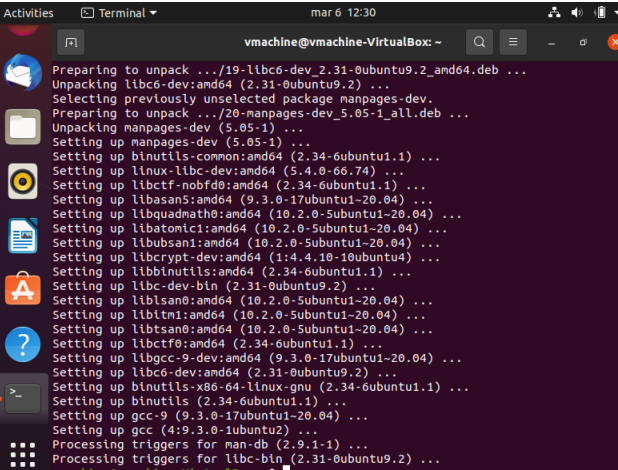 Activities
Terminal
mar 6 12:30
vmachine@vmachine-VirtualBox: ~
Preparing to unpack .../19-libc6-dev_2.31-0ubuntu9.2_amd64.deb ...
Unpacking libc6-dev:amd64 (2.31-0ubuntu9.2) ...
Selecting previously unselected package manpages-dev.
Preparing to unpack .../20-manpages-dev_5.05-1_all.deb ...
Unpacking manpages-dev (5.05-1) ...
Setting up manpages-dev (5.05-1) ...
Setting up binutils-common:amd64 (2.34-6ubuntu1.1) ...
Setting up linux-libc-dev:amd64 (5.4.0-66.74) ...
Setting up libctf-nobfd0:amd64 (2.34-6ubuntu1.1) ...
Setting up libasan5:amd64 (9.3.0-17ubuntu1~20.04) ...
Setting up libquadmath0:amd64 (10.2.0-5ubuntu1~20.04) ...
Setting up libatomic1:amd64 (10.2.0-5ubuntu1~20.04) ...
Setting up libubsan1:amd64 (10.2.0-5ubuntu1~20.04) ...
Setting up libcrypt-dev:amd64 (1:4.4.10-10ubuntu4) ...
Setting up libbinutils:amd64 (2.34-6ubuntu1.1) ...
Setting up libc-dev-bin (2.31-0ubuntu9.2) ...
Setting up liblsan0:amd64 (10.2.0-5ubuntu1~20.04) ...
Setting up libitm1:amd64 (10.2.0-5ubuntu1~20.04) ...
Setting up libtsan0:amd64 (10.2.0-5ubuntu1~20.04) ...
Setting up libctf0:amd64 (2.34-6ubuntu1.1) ...
Setting up libgcc-9-dev:amd64 (9.3.0-17ubuntu1~20.04) ...
Setting up libc6-dev:amd64 (2.31-0ubuntu9.2) ...
Setting up binutils-x86-64-linux-gnu (2.34-6ubuntu1.1) ...
Setting up binutils (2.34-6ubuntu1.1) ...
Setting up gcc-9 (9.3.0-17ubuntu1~20.04) ...
Setting up gcc (4:9.3.0-1ubuntu2) ...
Processing triggers for man-db (2.9.1-1) ...
Processing triggers for libc-bin (2.31-0ubuntu9.2) ...